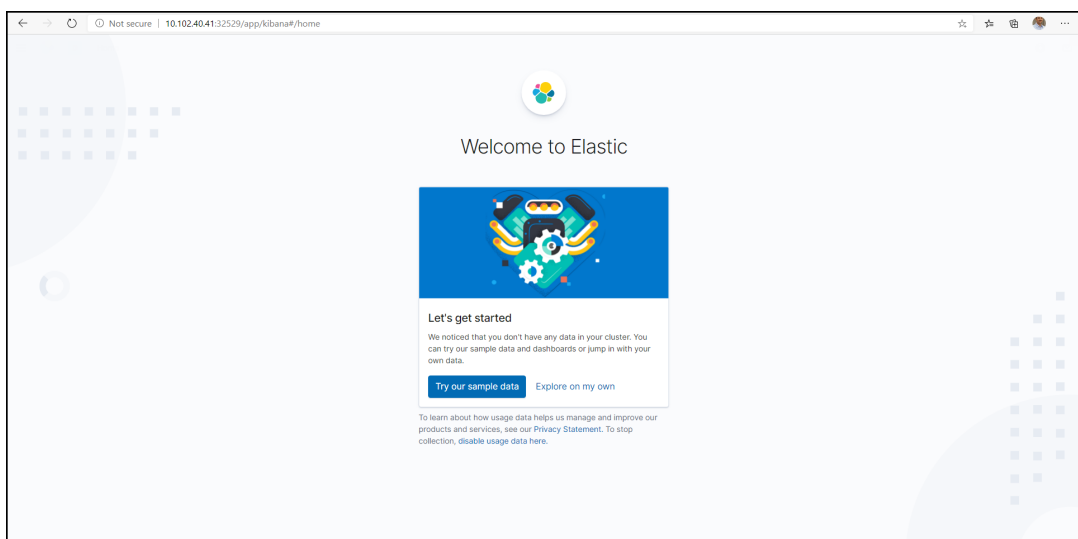 Not secure | 10.102.40.41:32529/app/kibana#/home
Welcome to Elastic
Let's get started
We noticed that you don't have any data in your cluster. You
can try our sample data and dashboards or jump in with your
own data.
Try our sample data Explore on my own
To learn about how usage data helps us manage and improve our
products and services, see our Privacy Statement. To stop
collection, disable usage data here.